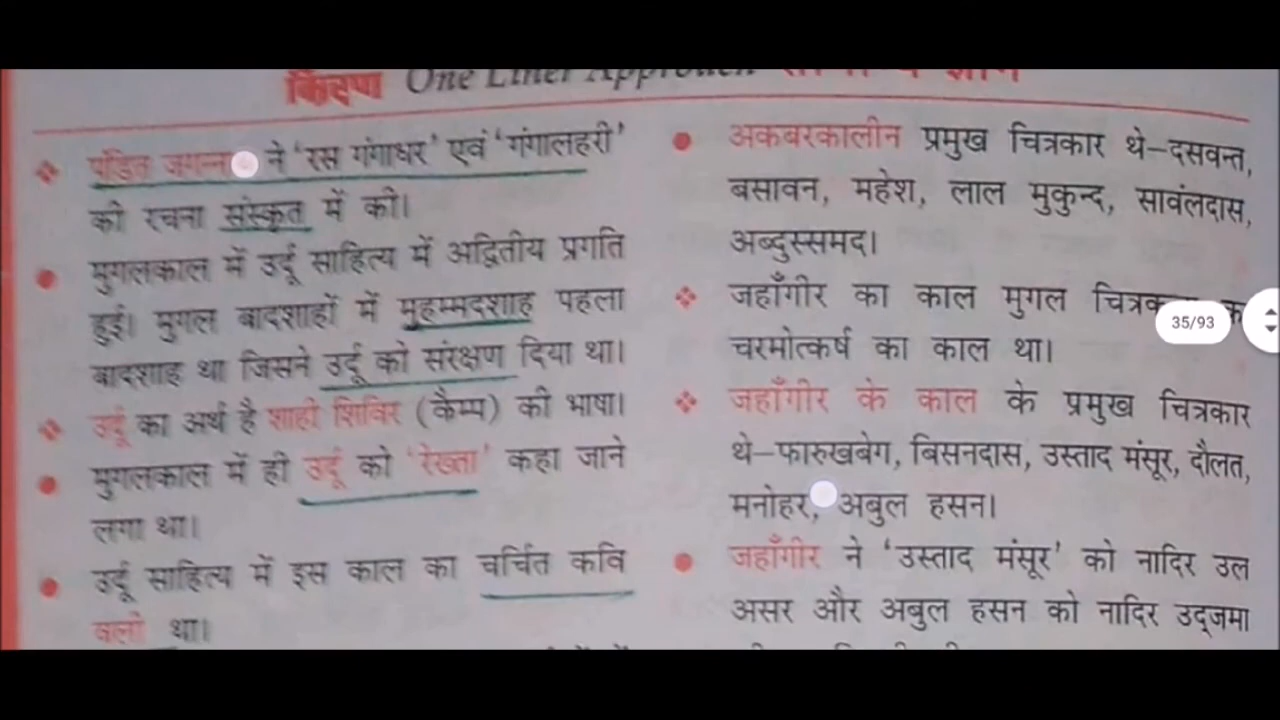 किरण One Liner Approach
पंडित ने 'रस गंगाधर' एवं 'गंगालहरी'
की रचना संस्कृत में की।
मुगलकाल में उर्दू साहित्य में अद्वितीय प्रगति
हुई। मुगल बादशाहों में मुहम्मदशाह पहला
बादशाह था जिसने उर्दू को संरक्षण दिया था।
उर्दू का अर्थ है शाही शिविर (कैम्प) की भाषा।
मुगलकाल में ही उर्दू को 'रेख्ता' कहा जाने
लगा था।
उर्दू साहित्य में इस काल का चर्चित कवि
वली था।
अकबरकालीन प्रमुख चित्रकार थे–दसवन्त,
बसावन, महेश, लाल मुकुन्द, सावंलदास,
अब्दुस्समद।
जहाँगीर का काल मुगल
चरमोत्कर्ष का काल था।
जहाँगीर के काल के प्रमुख चित्रकार
थे–फारुखबेग, बिसनदास, उस्ताद मंसूर, दौलत,
मनोहर, अबुल हसन।
जहाँगीर ने 'उस्ताद मंसूर' को नादिर उल
असर और अबुल हसन को नादिर उद्जमा
35/93